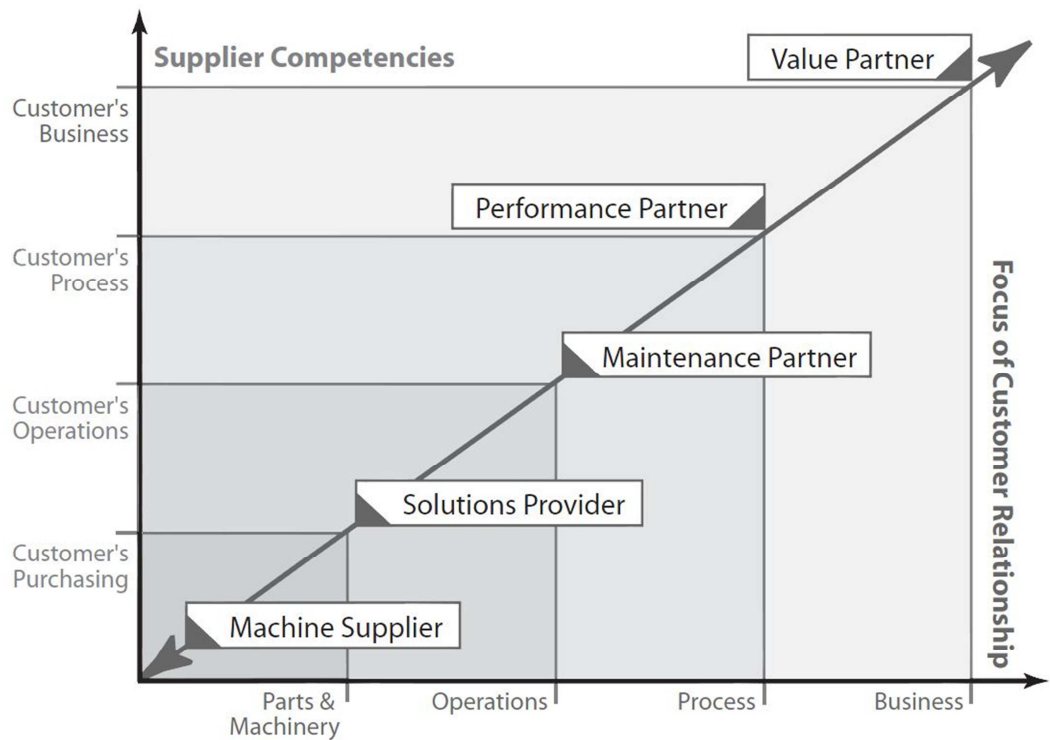 Supplier Competencies
Value Partner
Customer's
Business
Performance Partner
Customer's
Process
Focus of Customer Relationship
Maintenance Partner
Customer's
Operations
Solutions Provider
Customer's
Purchasing
Machine Supplier
Parts &
Machinery
Operations
Process
Business